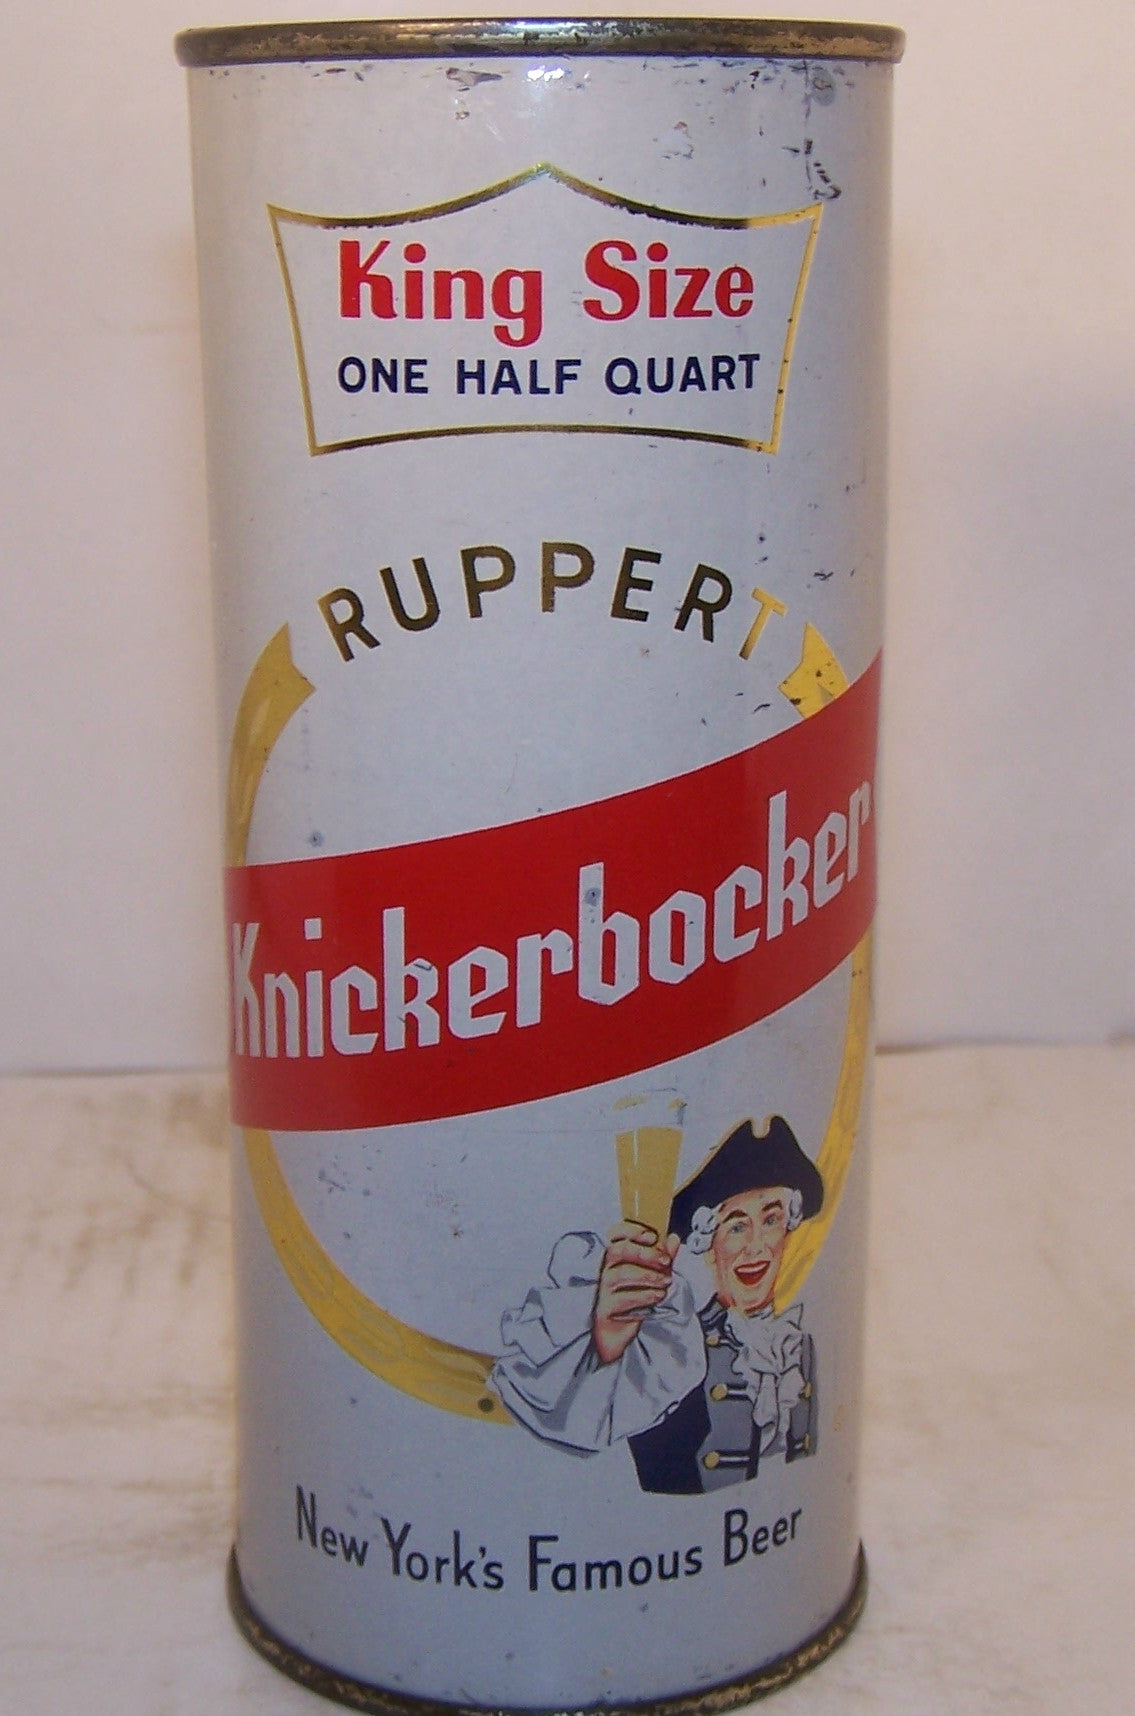 King Size
ONE HALF QUART
RUPPERT
Knickerbocker
New York's Famous Beer